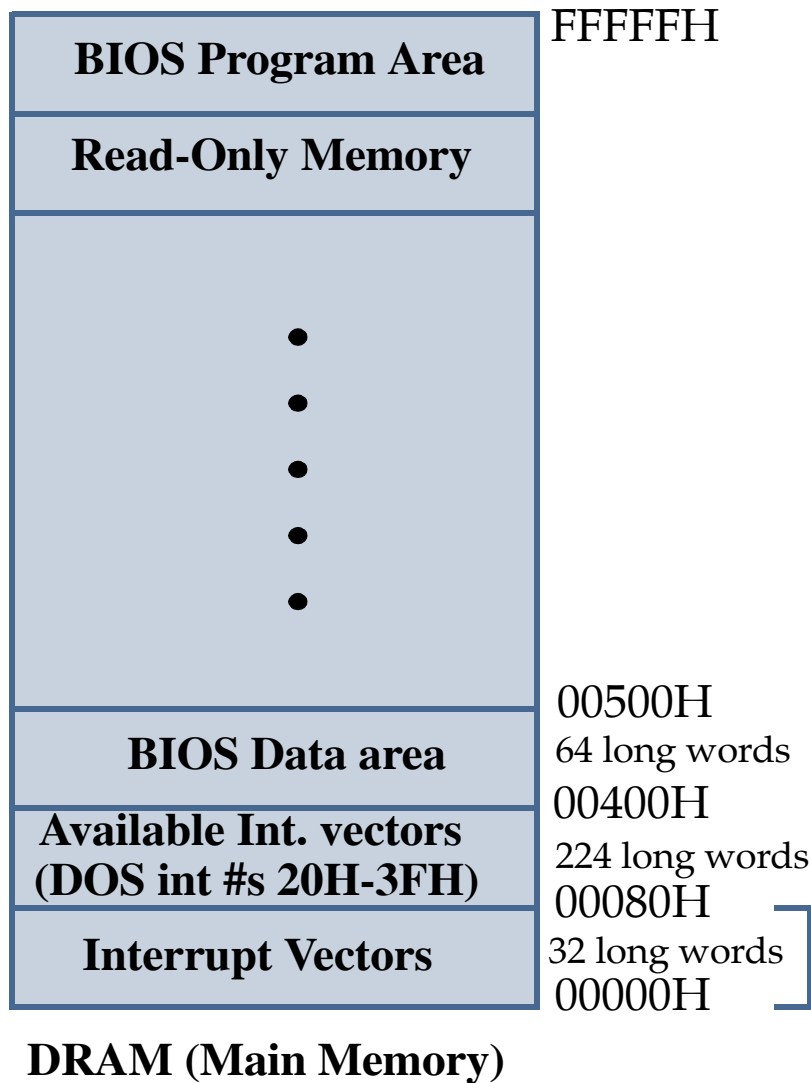 FFFFFH
BIOS Program Area
Read-Only Memory
00500H
BIOS Data area
64 long words
00400H
Available Int. vectors
(DOS int #s 20H-3FH)
224 long words
00080H
Interrupt Vectors
32 long words
00000H
DRAM (Main Memory)